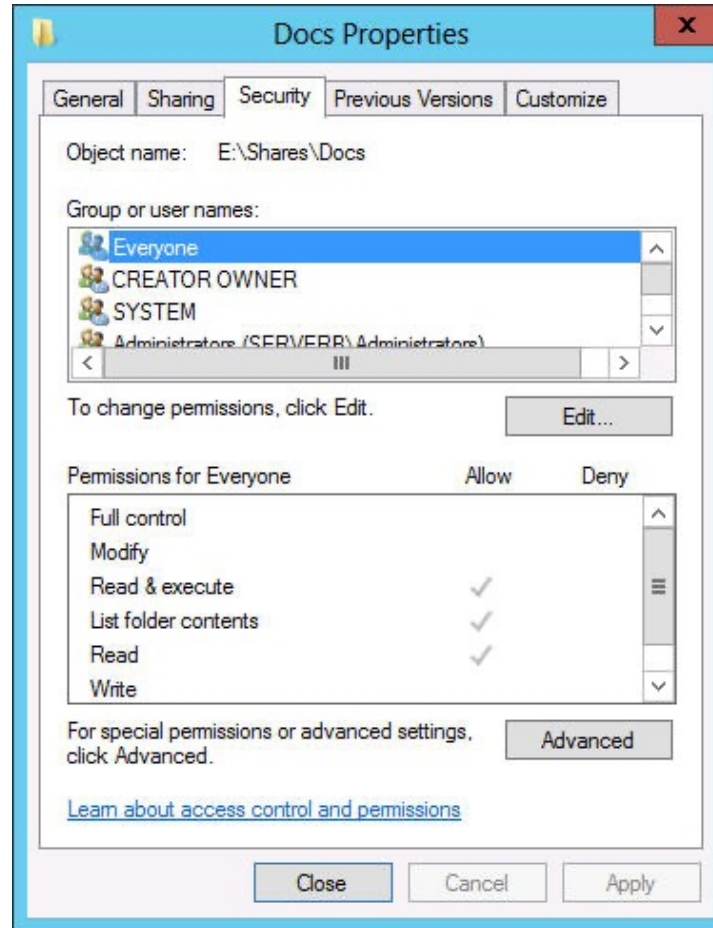 Docs Properties
x
General Sharing Security Previous Versions Customize
Object name: E:\Shares\Docs
Group or user names:
Everyone
CREATOR OWNER
SYSTEM
Administrators (SERVERB\Administrators)
To change permissions, click Edit.
Edit...
Permissions for Everyone Allow Deny
Full control
Modify
Read & execute
List folder contents
Read
Write
For special permissions or advanced settings,
click Advanced.
Advanced
Learn about access control and permissions
Close Cancel Apply